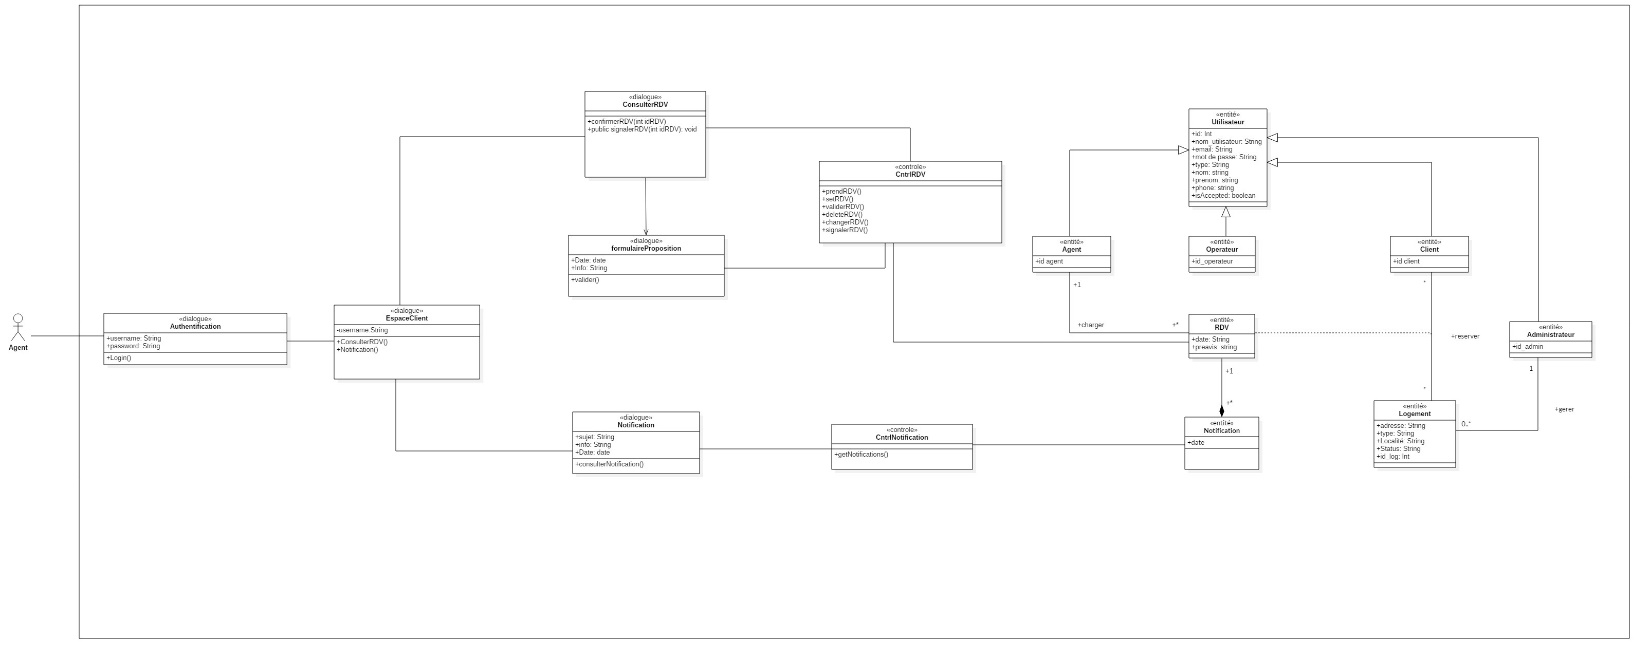 Agent
«dialogue»
Authentification
+username: String
+password: String
+Login()
«dialogue»
EspaceClient
-username:String
+ConsulterRDV()
+Notification()
«dialogue»
ConsulterRDV
+confirmerRDV(int idRDV)
+public signalerRDV(int idRDV): void
«dialogue»
formulaireProposition
+Date: date
+Info: String
+valider()
«dialogue»
Notification
+sujet: String
+info: String
+Date: date
+consulterNotification()
«controle»
CntrlRDV
+prendRDV()
+setRDV()
+validerRDV()
+deleteRDV()
+changerRDV()
+signalerRDV()
«controle»
CntrlNotification
+getNotifications()
«entité»
Utilisateur
+id: Int
+nom_utilisateur: String
+email: String
+mot de passe: String
+type: String
+nom: string
+prenom: string
+phone: string
+isAccepted: boolean
«entité»
Agent
+id agent
«entité»
Operateur
+id_operateur
«entité»
Client
+id client
+1
+charger
+*
«entité»
RDV
+date: String
+preavis: string
+1
+*
«entité»
Notification
+date
*
+reserver
*
«entité»
Administrateur
+id_admin
1
+gerer
0..*
«entité»
Logement
+adresse: String
+type: String
+Localité: String
+Status: String
+id_log: Int